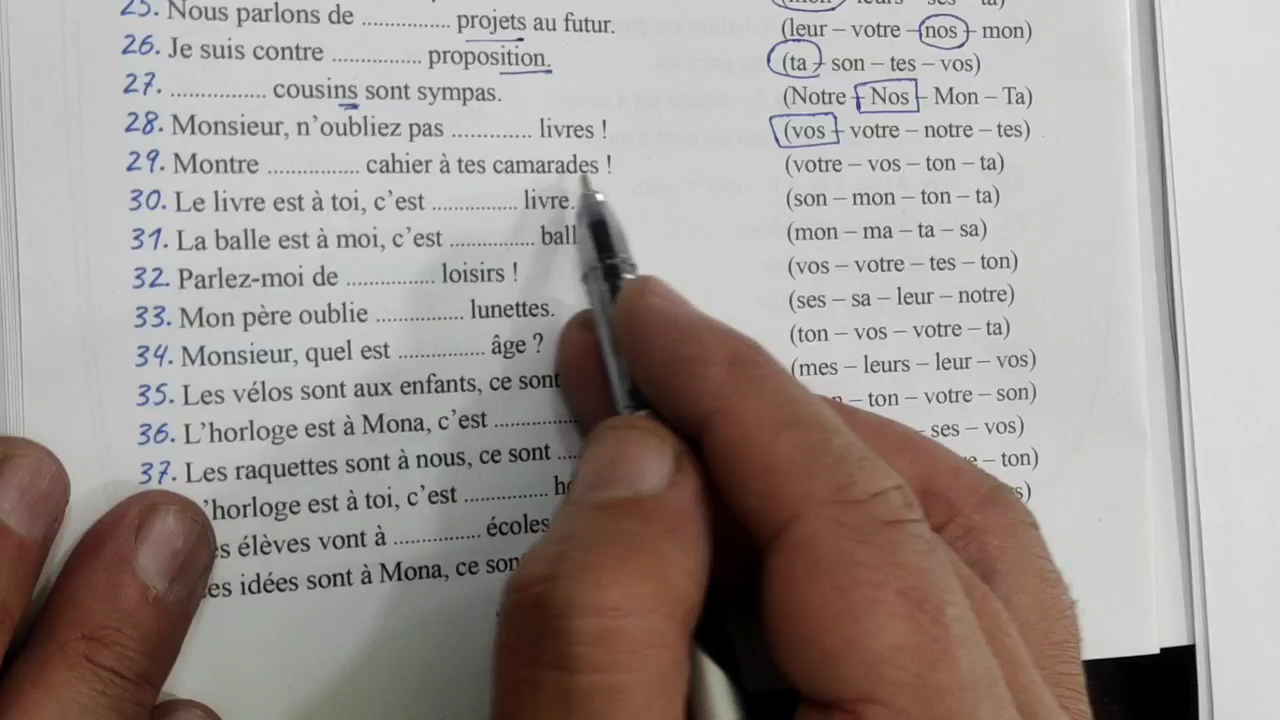 25. Nous parlons de ............... projets au futur. (leur – votre – nos – mon)
26. Je suis contre ............... proposition. (ta – son – tes – vos)
27. ................ cousins sont sympas. (Notre – Nos – Mon – Ta)
28. Monsieur, n'oubliez pas ............. livres ! (vos – votre – notre – tes)
29. Montre ............... cahier à tes camarades ! (votre – vos – ton – ta)
30. Le livre est à toi, c'est .............. livre. (son – mon – ton – ta)
31. La balle est à moi, c'est .............. ball (mon – ma – ta – sa)
32. Parlez-moi de ............... loisirs ! (vos – votre – tes – ton)
33. Mon père oublie ............... lunettes. (ses – sa – leur – notre)
34. Monsieur, quel est .............. âge ? (ton – vos – votre – ta)
35. Les vélos sont aux enfants, ce sont (mes – leurs – leur – vos)
36. L'horloge est à Mona, c'est .............. – ton – votre – son)
37. Les raquettes sont à nous, ce sont .... – ses – vos)
'horloge est à toi, c'est .............. – ton)
élèves vont à ............... écoles
idées sont à Mona, ce